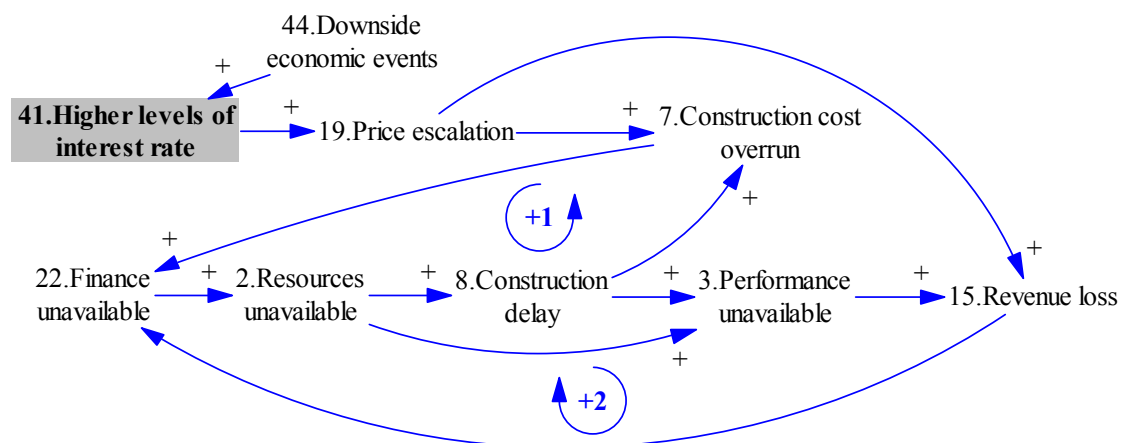 44.Downside
economic events
+
41.Higher levels of
interest rate
+
19.Price escalation
+
7.Construction cost
overrun
+1
+
+
+
22.Finance
unavailable
+
2.Resources
unavailable
+
8.Construction
delay
+
3.Performance
unavailable
+
15.Revenue loss
+
+2